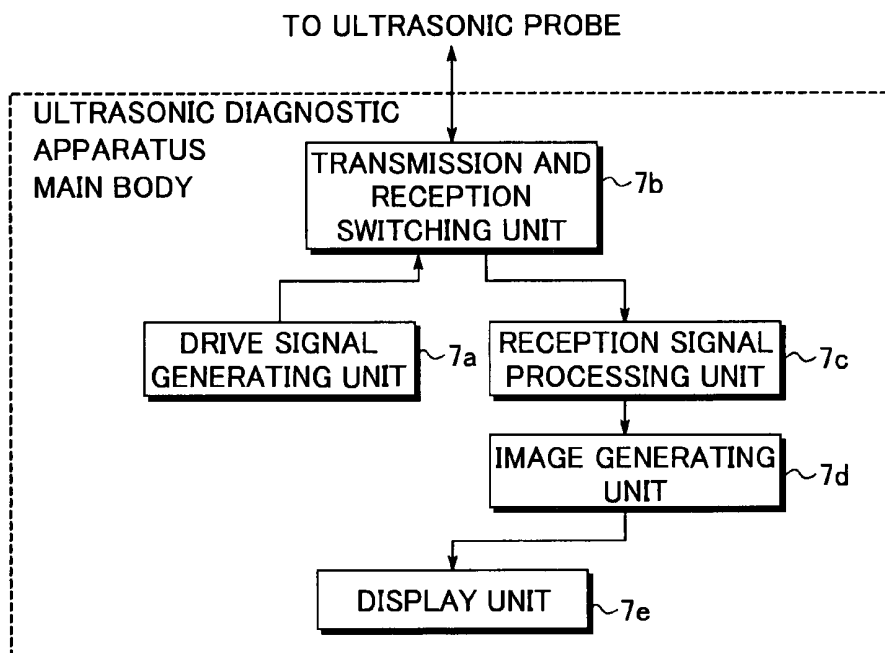 TO ULTRASONIC PROBE
ULTRASONIC DIAGNOSTIC
APPARATUS
MAIN BODY
TRANSMISSION AND
RECEPTION
SWITCHING UNIT
7b
DRIVE SIGNAL
GENERATING UNIT
7a
RECEPTION SIGNAL
PROCESSING UNIT
7c
IMAGE GENERATING
UNIT
7d
DISPLAY UNIT
7e